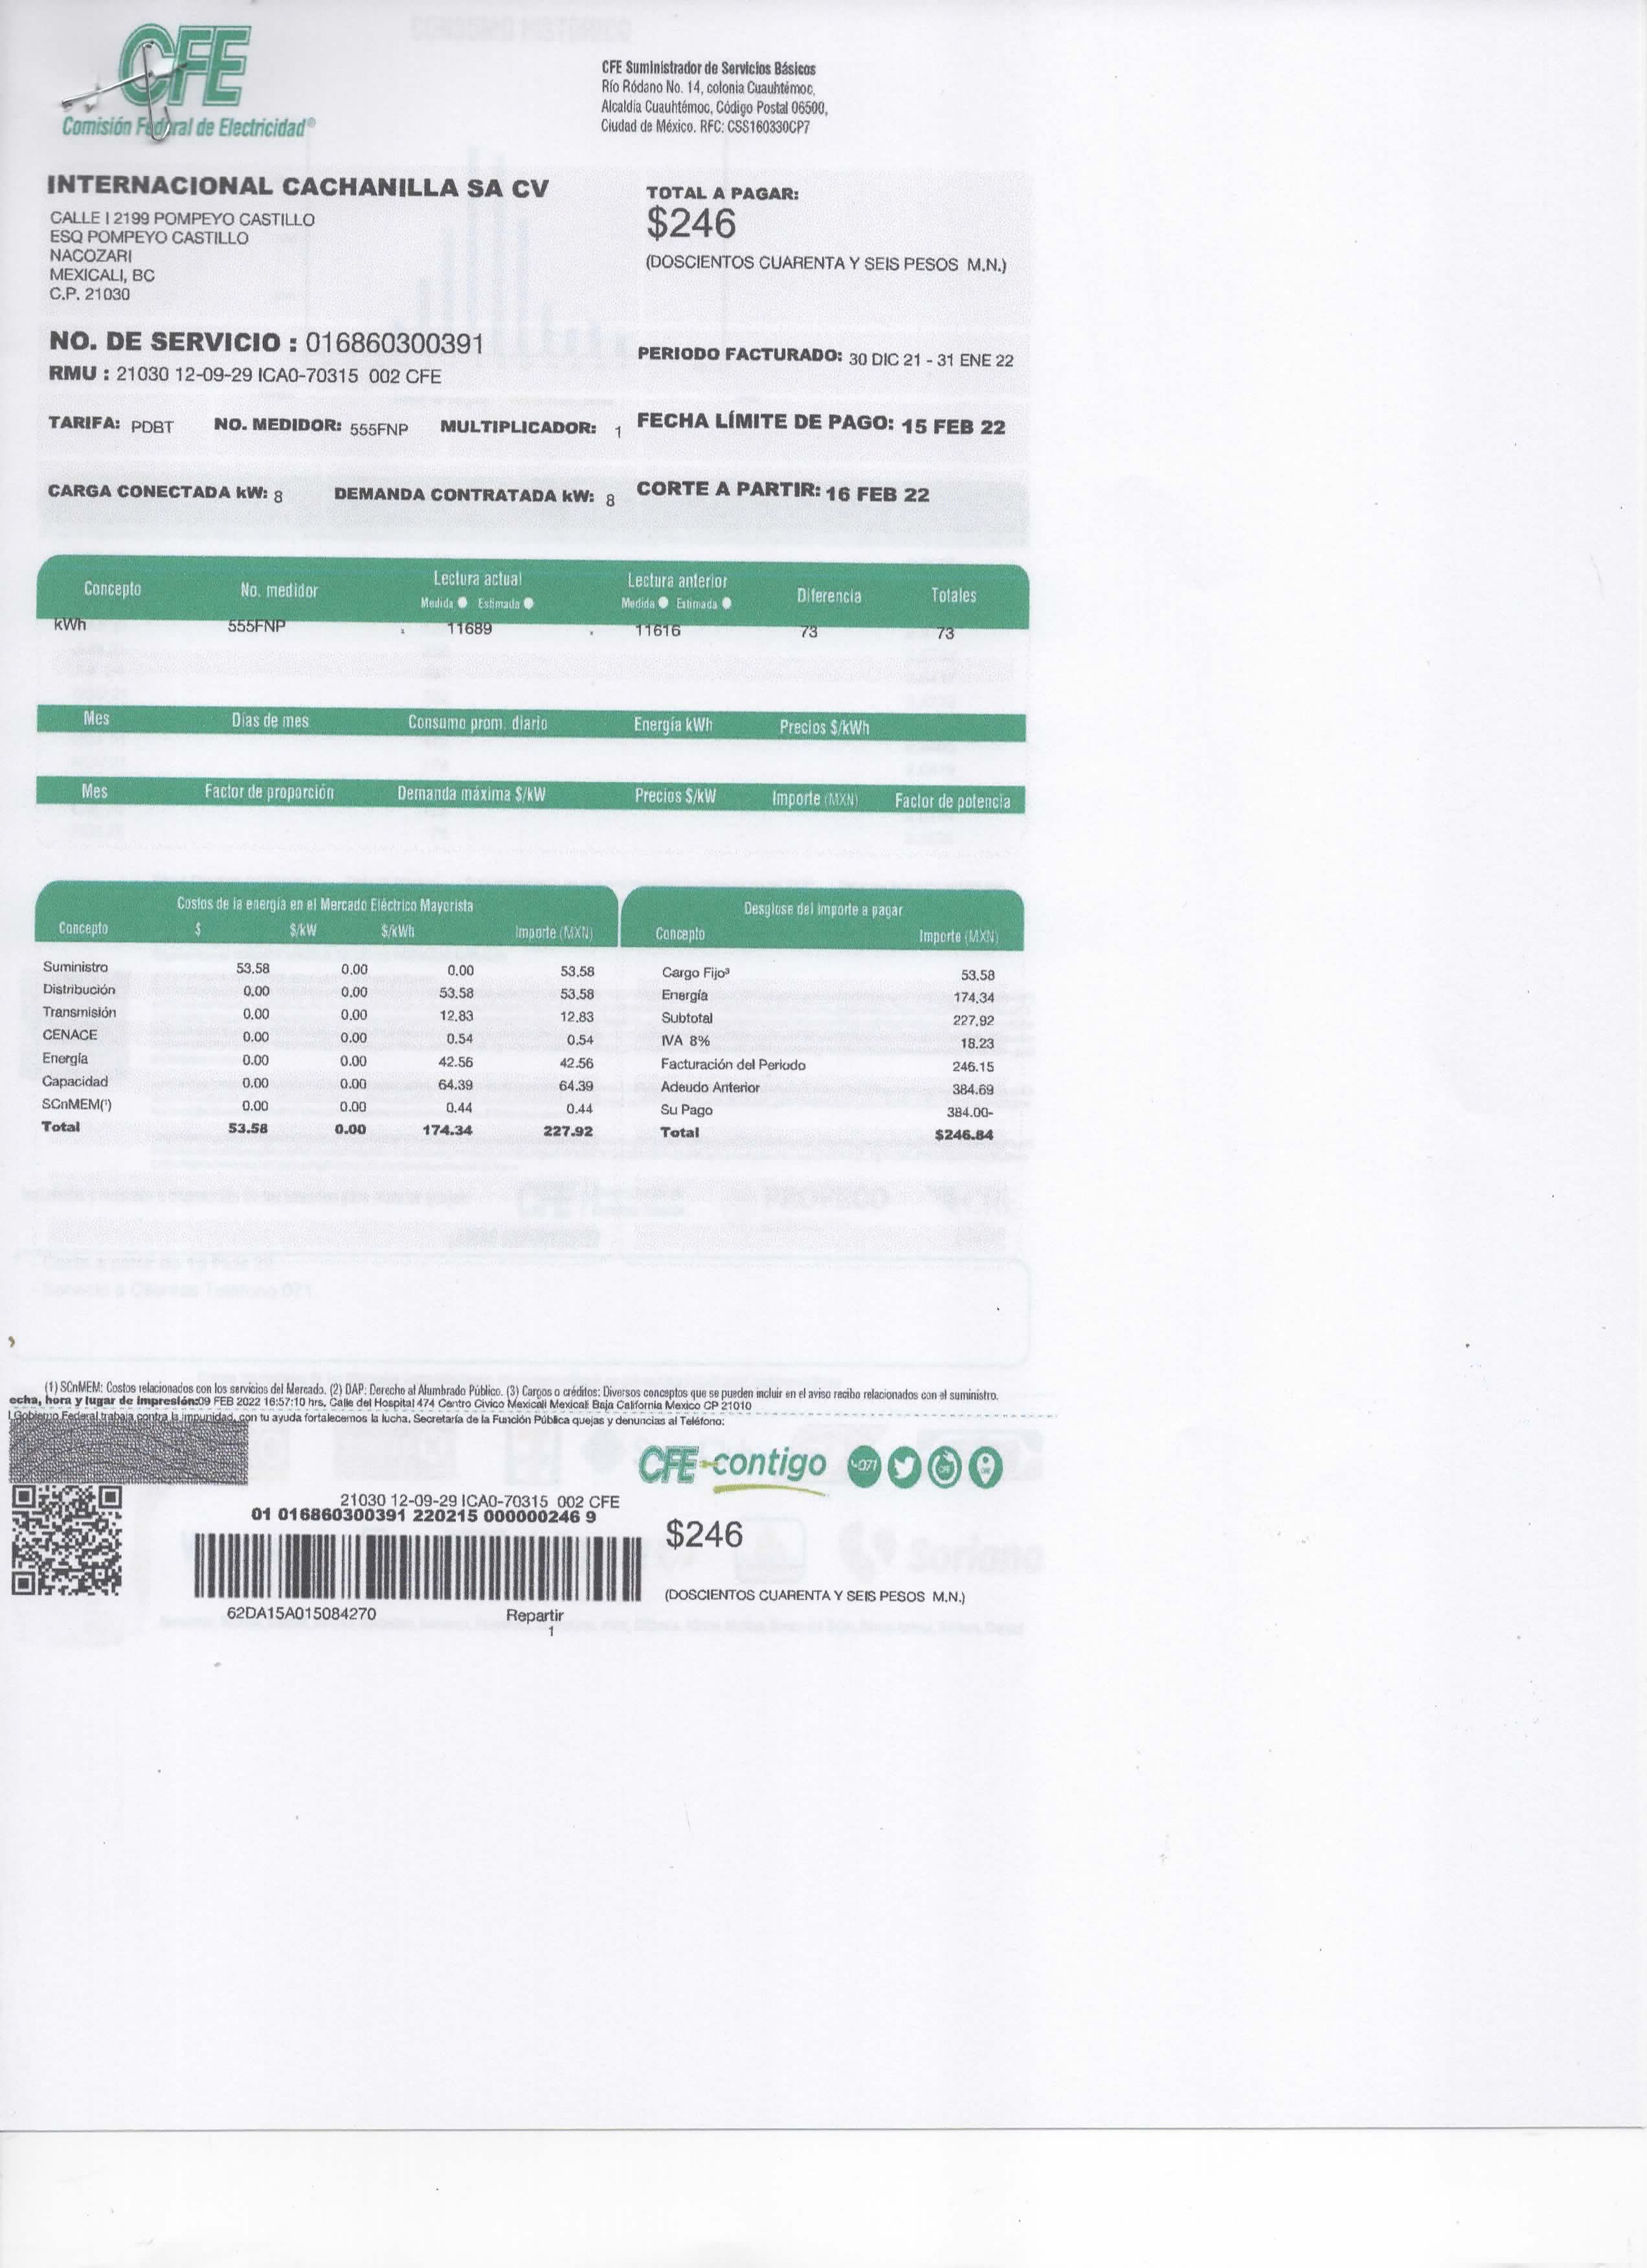 CFE
Comisión Federal de Electricidad®
CFE Suministrador de Servicios Básicos
Río Ródano No. 14, colonia Cuauhtémoc,
Alcaldía Cuauhtémoc, Código Postal 06500,
Ciudad de México. RFC: CSS160330CP7
INTERNACIONAL CACHANILLA SA CV
CALLE I 2199 POMPEYO CASTILLO
ESQ POMPEYO CASTILLO
NACOZARI
MEXICALI, BC
C.P. 21030
TOTAL A PAGAR:
$246
(DOSCIENTOS CUARENTA Y SEIS PESOS M.N.)
NO. DE SERVICIO : 016860300391
RMU : 21030 12-09-29 ICA0-70315 002 CFE
PERIODO FACTURADO: 30 DIC 21 - 31 ENE 22
TARIFA: PDBT NO. MEDIDOR: 555FNP MULTIPLICADOR: 1
FECHA LÍMITE DE PAGO: 15 FEB 22
CARGA CONECTADA kW: 8 DEMANDA CONTRATADA kW: 8
CORTE A PARTIR: 16 FEB 22
Concepto No. medidor Lectura actual Lectura anterior Diferencia Totales
Medida Estimada Medida Estimada
kWh 555FNP 11689 11616 73 73
Mes Días de mes Consumo prom. diario Energía kWh Precios $/kWh
Mes Factor de proporción Demanda máxima $/kW Precios $/kW Importe (MXN) Factor de potencia
Costos de la energía en el Mercado Eléctrico Mayorista
Concepto $ $/kW $/kWh Importe (MXN)
Suministro 53.58 0.00 0.00 53.58
Distribución 0.00 0.00 53.58 53.58
Transmisión 0.00 0.00 12.83 12.83
CENACE 0.00 0.00 0.54 0.54
Energía 0.00 0.00 42.56 42.56
Capacidad 0.00 0.00 64.39 64.39
SCnMEM(¹) 0.00 0.00 0.44 0.44
Total 53.58 0.00 174.34 227.92
Desglose del importe a pagar
Concepto Importe (MXN)
Cargo Fijo³ 53.58
Energía 174.34
Subtotal 227.92
IVA 8% 18.23
Facturación del Periodo 246.15
Adeudo Anterior 384.69
Su Pago 384.00-
Total $246.84
(1) SCnMEM: Costos relacionados con los servicios del Mercado. (2) DAP: Derecho al Alumbrado Público. (3) Cargos o créditos: Diversos conceptos que se pueden incluir en el aviso recibo relacionados con el suministro.
echa, hora y lugar de impresión:09 FEB 2022 16:57:10 hrs, Calle del Hospital 474 Centro Civico Mexicali Mexicali Baja California Mexico CP 21010
l Gobierno Federal trabaja contra la impunidad, con tu ayuda fortalecemos la lucha. Secretaría de la Función Pública quejas y denuncias al Teléfono:
CFE contigo 071
21030 12-09-29 ICA0-70315 002 CFE
01 016860300391 220215 000000246 9
$246
(DOSCIENTOS CUARENTA Y SEIS PESOS M.N.)
62DA15A015084270 Repartir
1